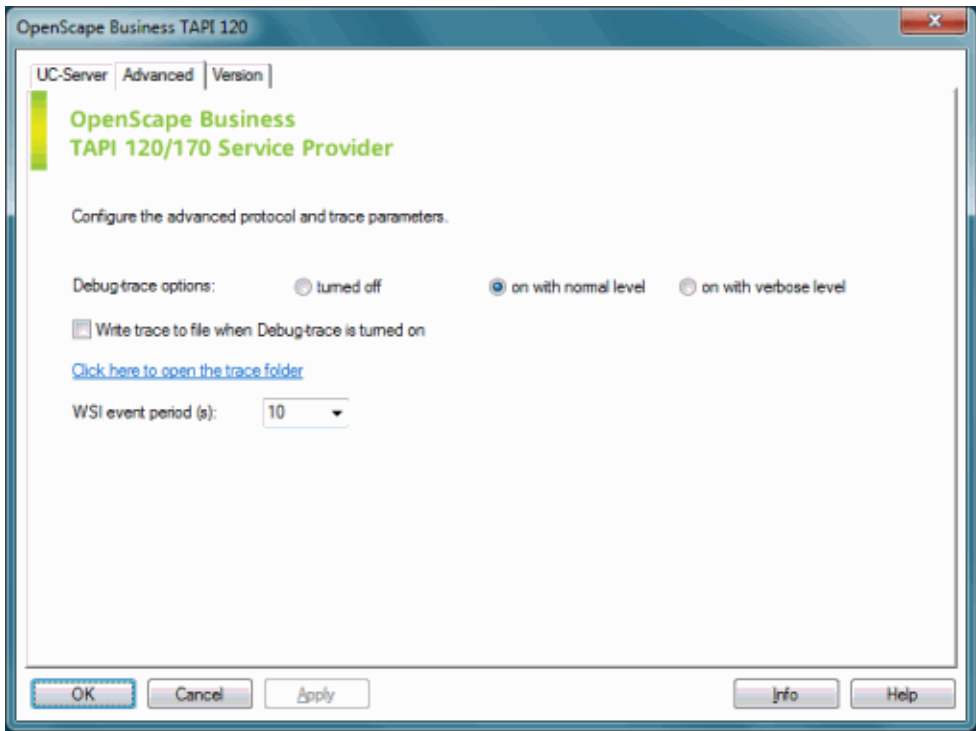 OpenScape Business TAPI 120
UC-Server Advanced Version
OpenScape Business
TAPI 120/170 Service Provider
Configure the advanced protocol and trace parameters.
Debug-trace options: turned off on with normal level on with verbose level
Write trace to file when Debug-trace is turned on
Click here to open the trace folder
WSI event period (s): 10
OK Cancel Apply Info Help